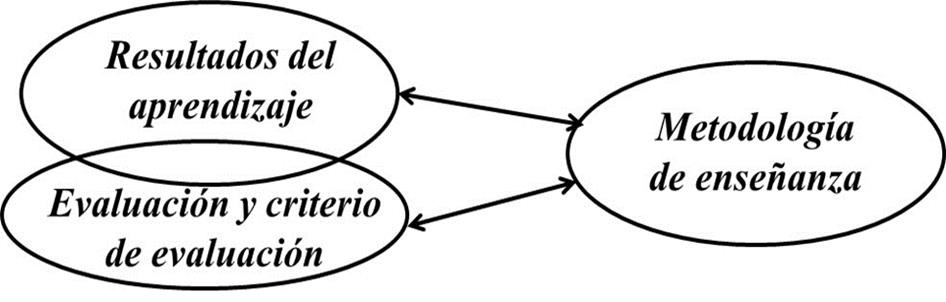 Resultados del
aprendizaje
Evaluación y criterio
de evaluación
Metodología
de enseñanza